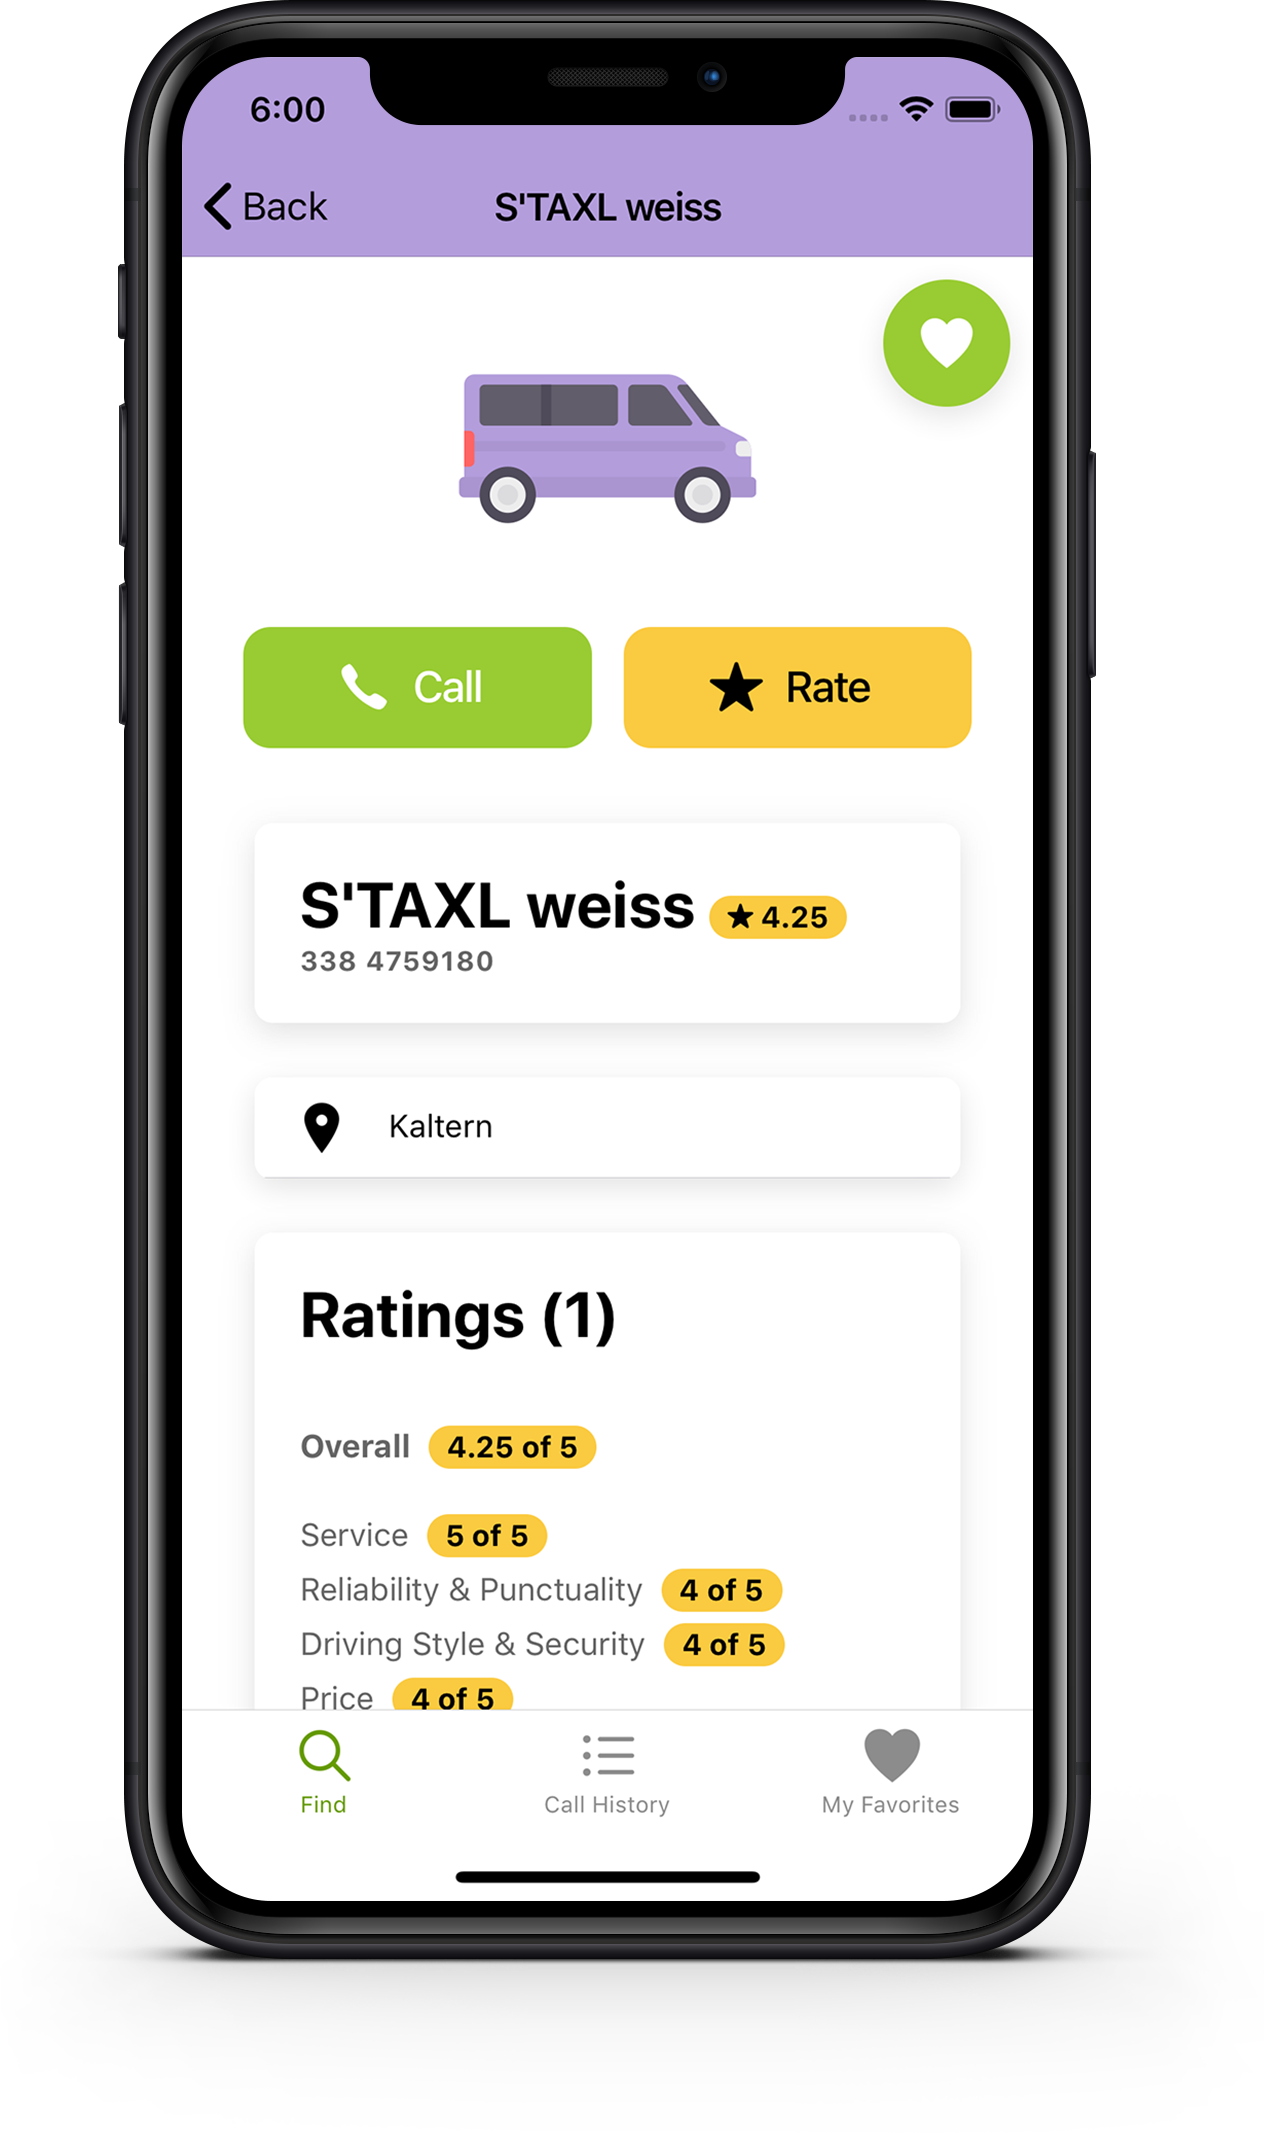 6:00
Back
S'TAXL weiss
Call
Rate
S'TAXL weiss 4.25
338 4759180
Kaltern
Ratings (1)
Overall 4.25 of 5
Service 5 of 5
Reliability & Punctuality 4 of 5
Driving Style & Security 4 of 5
Price 4 of 5
Find
Call History
My Favorites